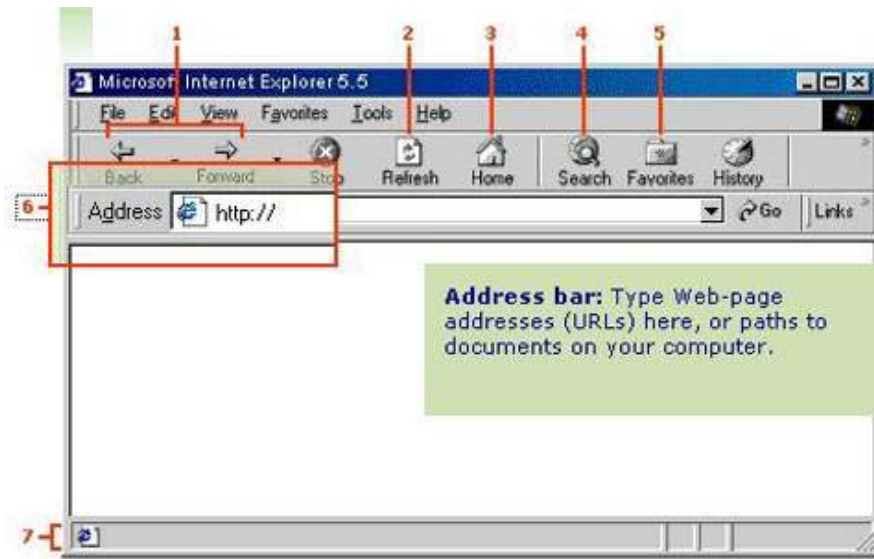 1 2 3 4 5
Microsoft Internet Explorer 5.5
File Edit View Favorites Tools Help
Back Forward Stop Refresh Home Search Favorites History
6 Address http:// Go Links
Address bar: Type Web-page
addresses (URLs) here, or paths to
documents on your computer.
7